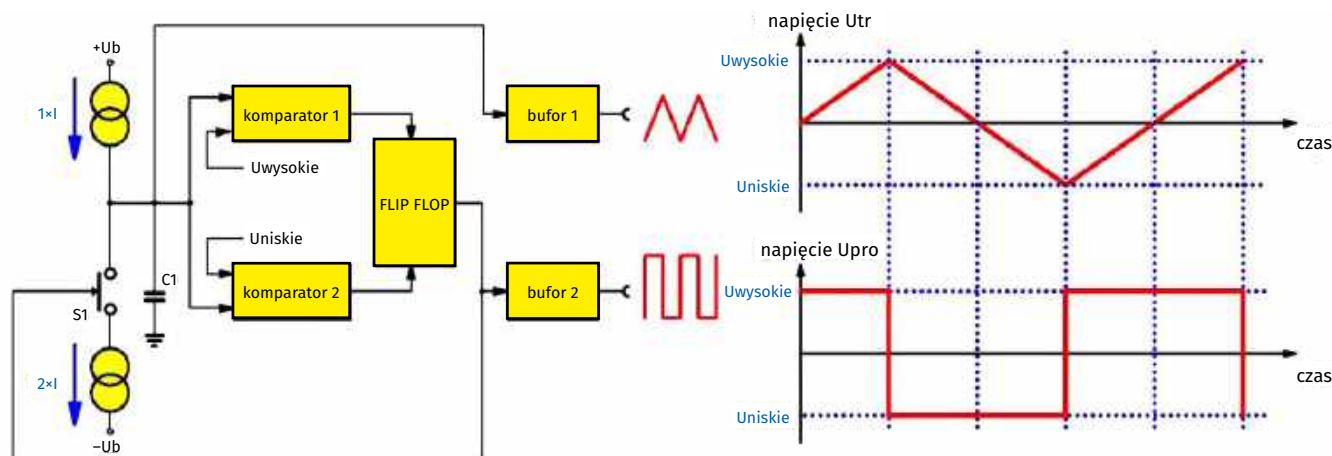 +Ub
1×I
komparator 1
Uwysokie
FLIP FLOP
bufor 1
Uniskie
komparator 2
bufor 2
C1
S1
2×I
−Ub
napięcie Utr
Uwysokie
Uniskie
czas
napięcie Upro
Uwysokie
Uniskie
czas